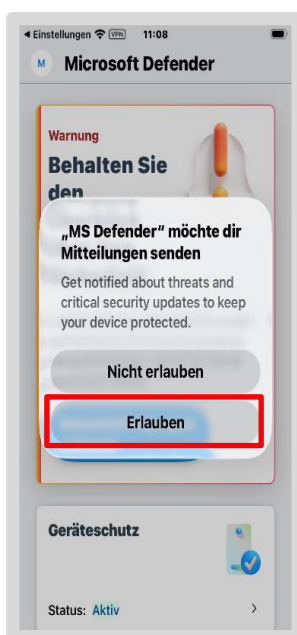 Einstellungen VPN 11:08
M Microsoft Defender
Warnung
Behalten Sie
den
„MS Defender" möchte dir
Mitteilungen senden
Get notified about threats and
critical security updates to keep
your device protected.
Nicht erlauben
Erlauben
Geräteschutz
Status: Aktiv